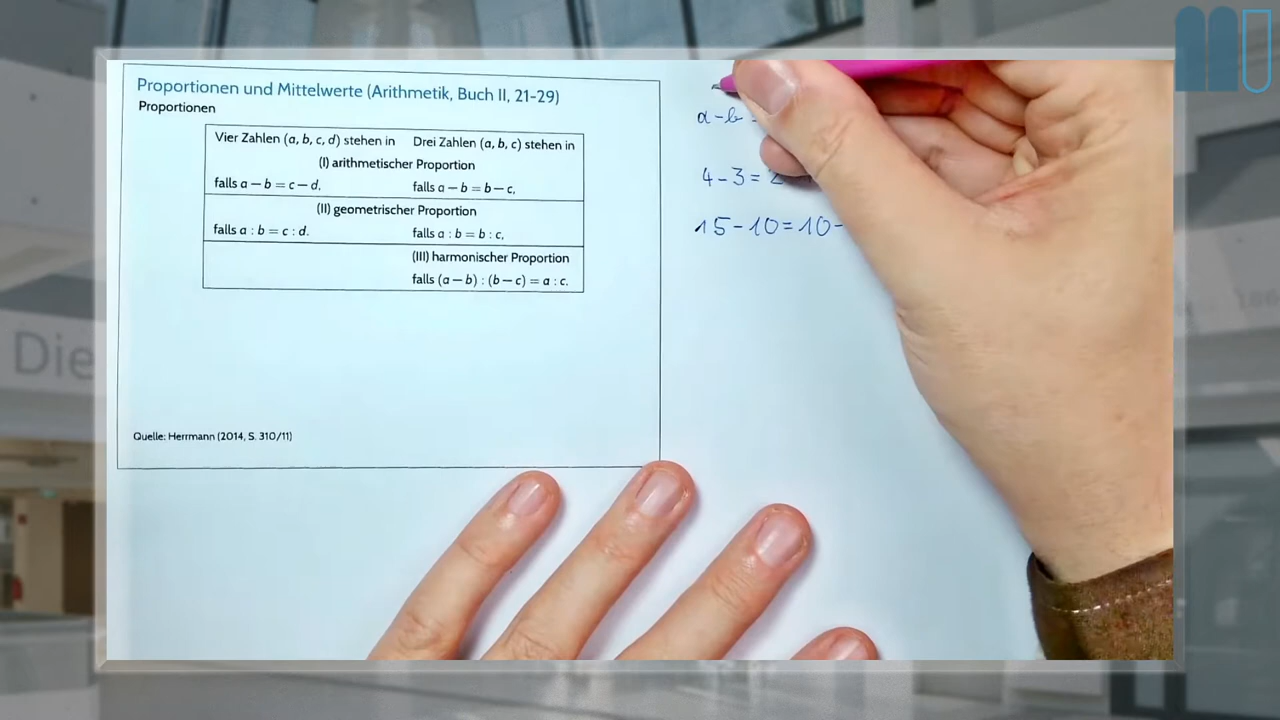 Proportionen und Mittelwerte (Arithmetik, Buch II, 21-29)
Proportionen
Vier Zahlen (a, b, c, d) stehen in Drei Zahlen (a, b, c) stehen in
(I) arithmetischer Proportion
falls a − b = c − d, falls a − b = b − c,
(II) geometrischer Proportion
falls a : b = c : d. falls a : b = b : c,
(III) harmonischer Proportion
falls (a − b) : (b − c) = a : c.
Quelle: Herrmann (2014, S. 310/11)
a-b
4-3=2
15-10=10-
Die